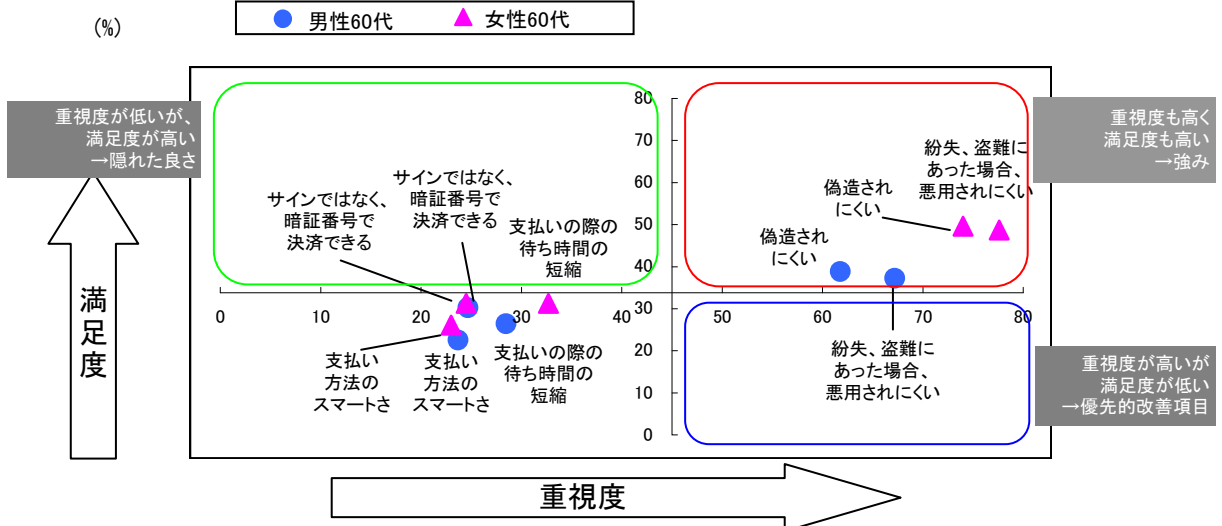 (%)
男性60代
女性60代
重視度が低いが、
満足度が高い
→隠れた良さ
重視度も高く
満足度も高い
→強み
重視度が高いが
満足度が低い
→優先的改善項目
満足度
重視度
80
70
60
50
40
30
20
10
0
0
10
20
30
40
50
60
70
80
サインではなく、
暗証番号で
決済できる
サインではなく、
暗証番号で
決済できる
支払いの際の
待ち時間の
短縮
支払い
方法の
スマートさ
支払い
方法の
スマートさ
支払いの際の
待ち時間の
短縮
偽造され
にくい
偽造され
にくい
紛失、盗難に
あった場合、
悪用されにくい
紛失、盗難に
あった場合、
悪用されにくい